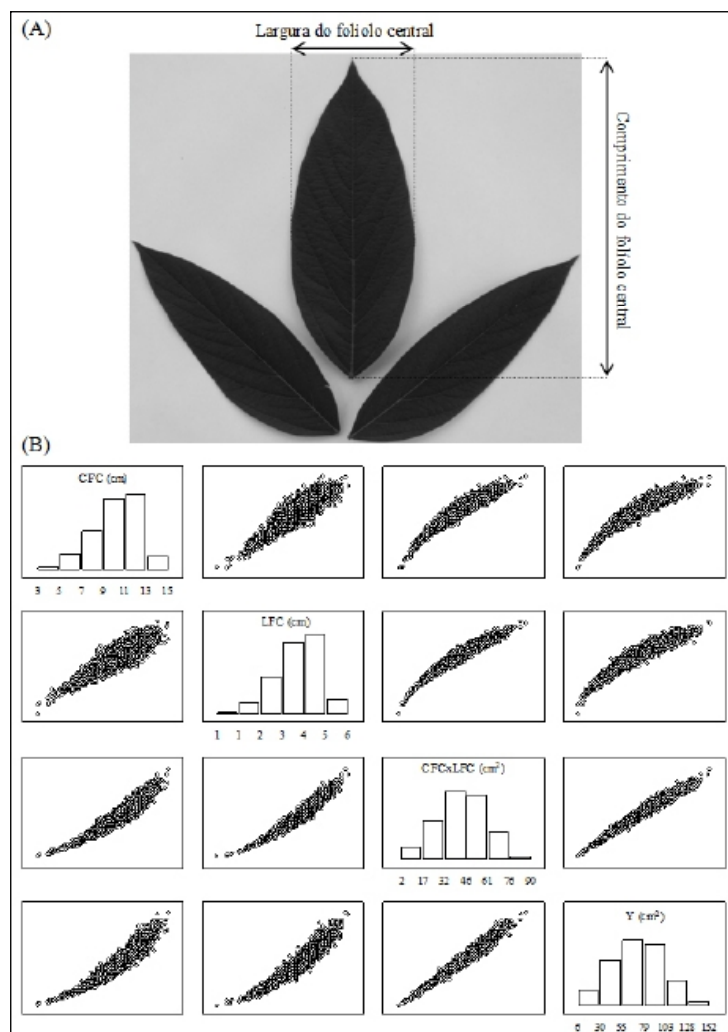 (A)
Largura do folíolo central
Comprimento do folíolo central
(B)
CFC (cm)
3 5 7 9 11 13 15
LFC (cm)
1 1 2 3 4 5 6
CFCxLFC (cm²)
2 17 32 46 61 76 90
Y (cm²)
6 30 55 79 103 128 152